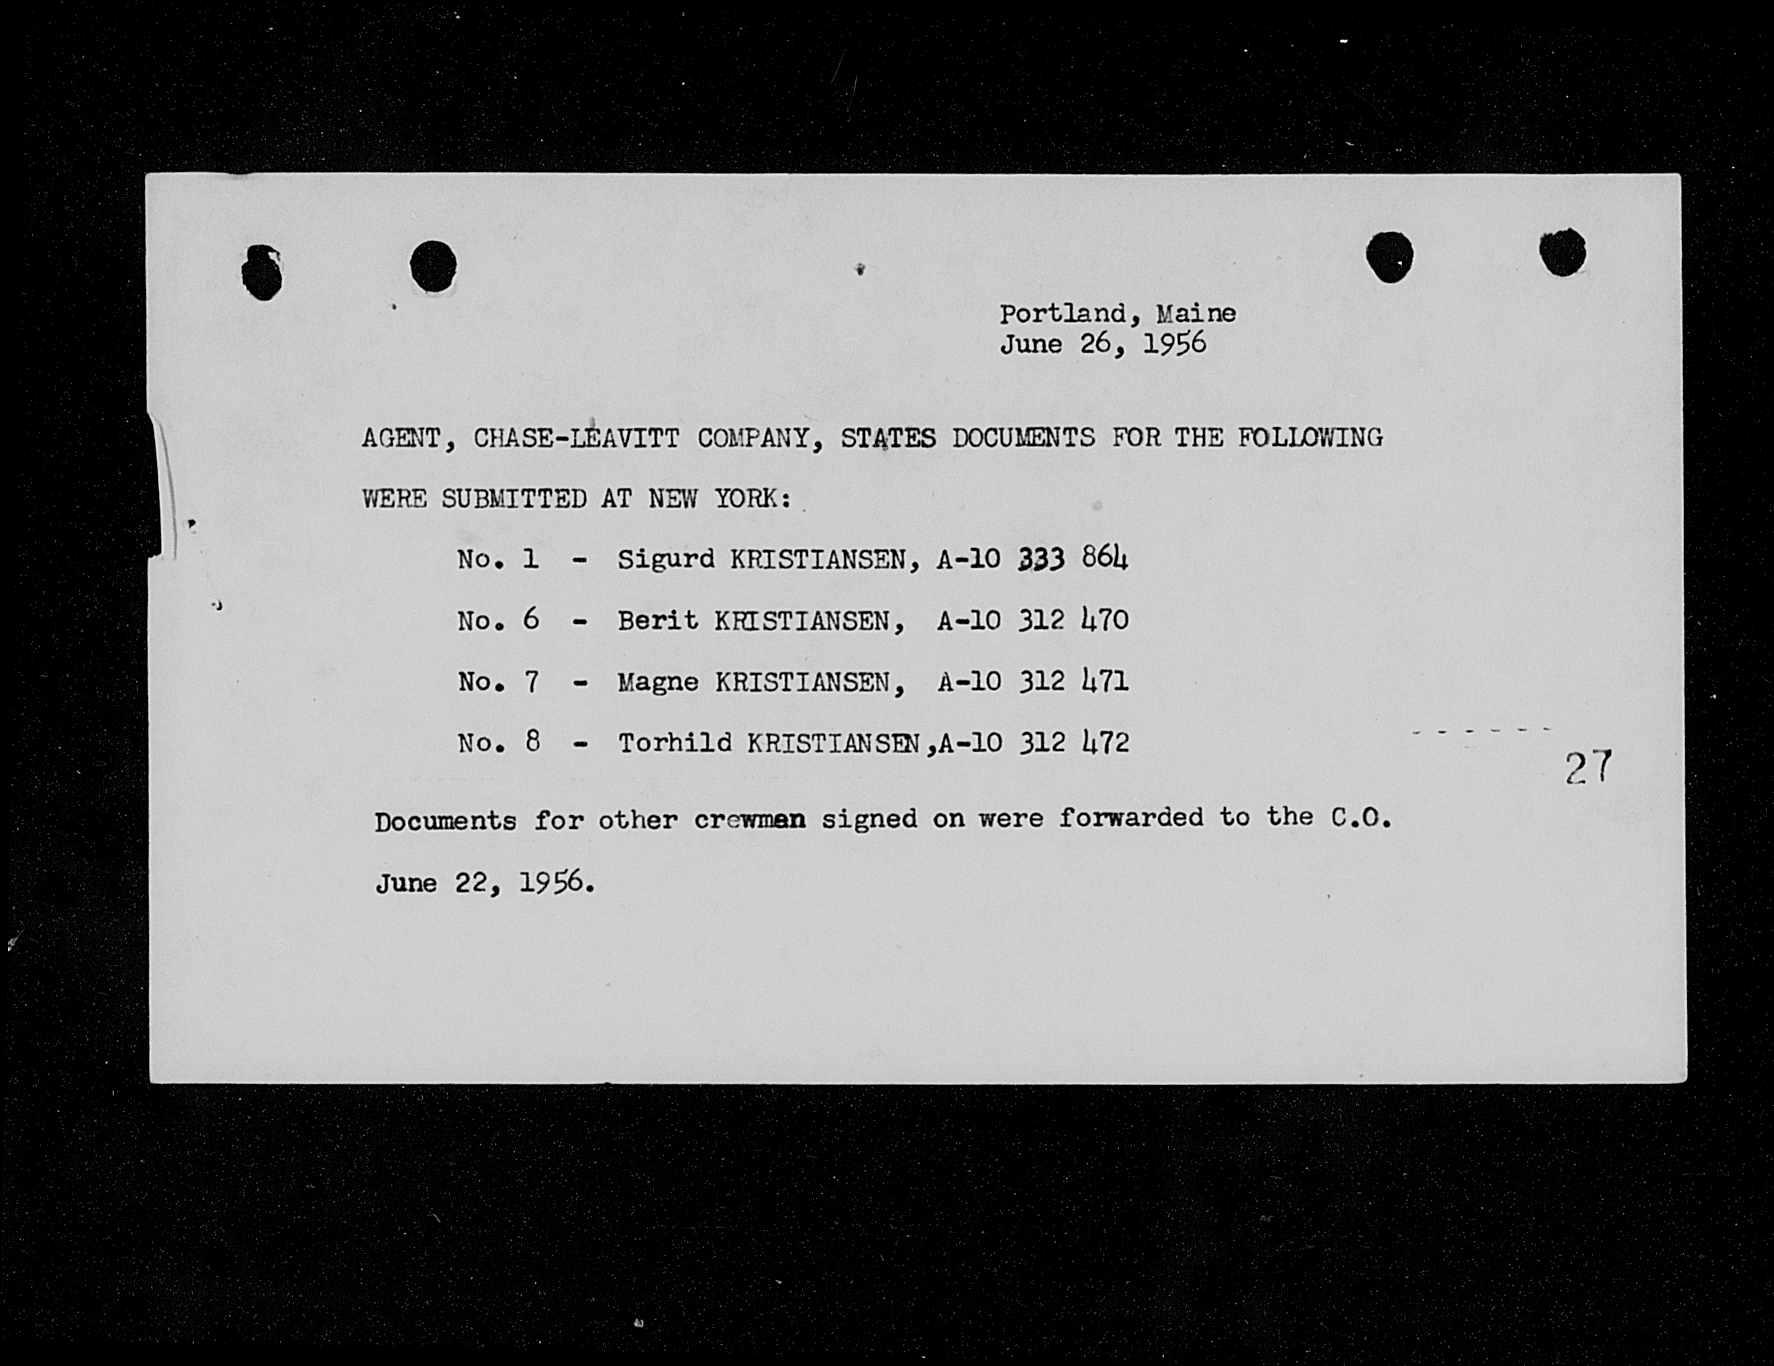 Portland, Maine
June 26, 1956
AGENT, CHASE-LEAVITT COMPANY, STATES DOCUMENTS FOR THE FOLLOWING
WERE SUBMITTED AT NEW YORK:
No. 1 - Sigurd KRISTIANSEN, A-10 333 864
No. 6 - Berit KRISTIANSEN, A-10 312 470
No. 7 - Magne KRISTIANSEN, A-10 312 471
No. 8 - Torhild KRISTIANSEN,A-10 312 472
27
Documents for other crewmen signed on were forwarded to the C.O.
June 22, 1956.